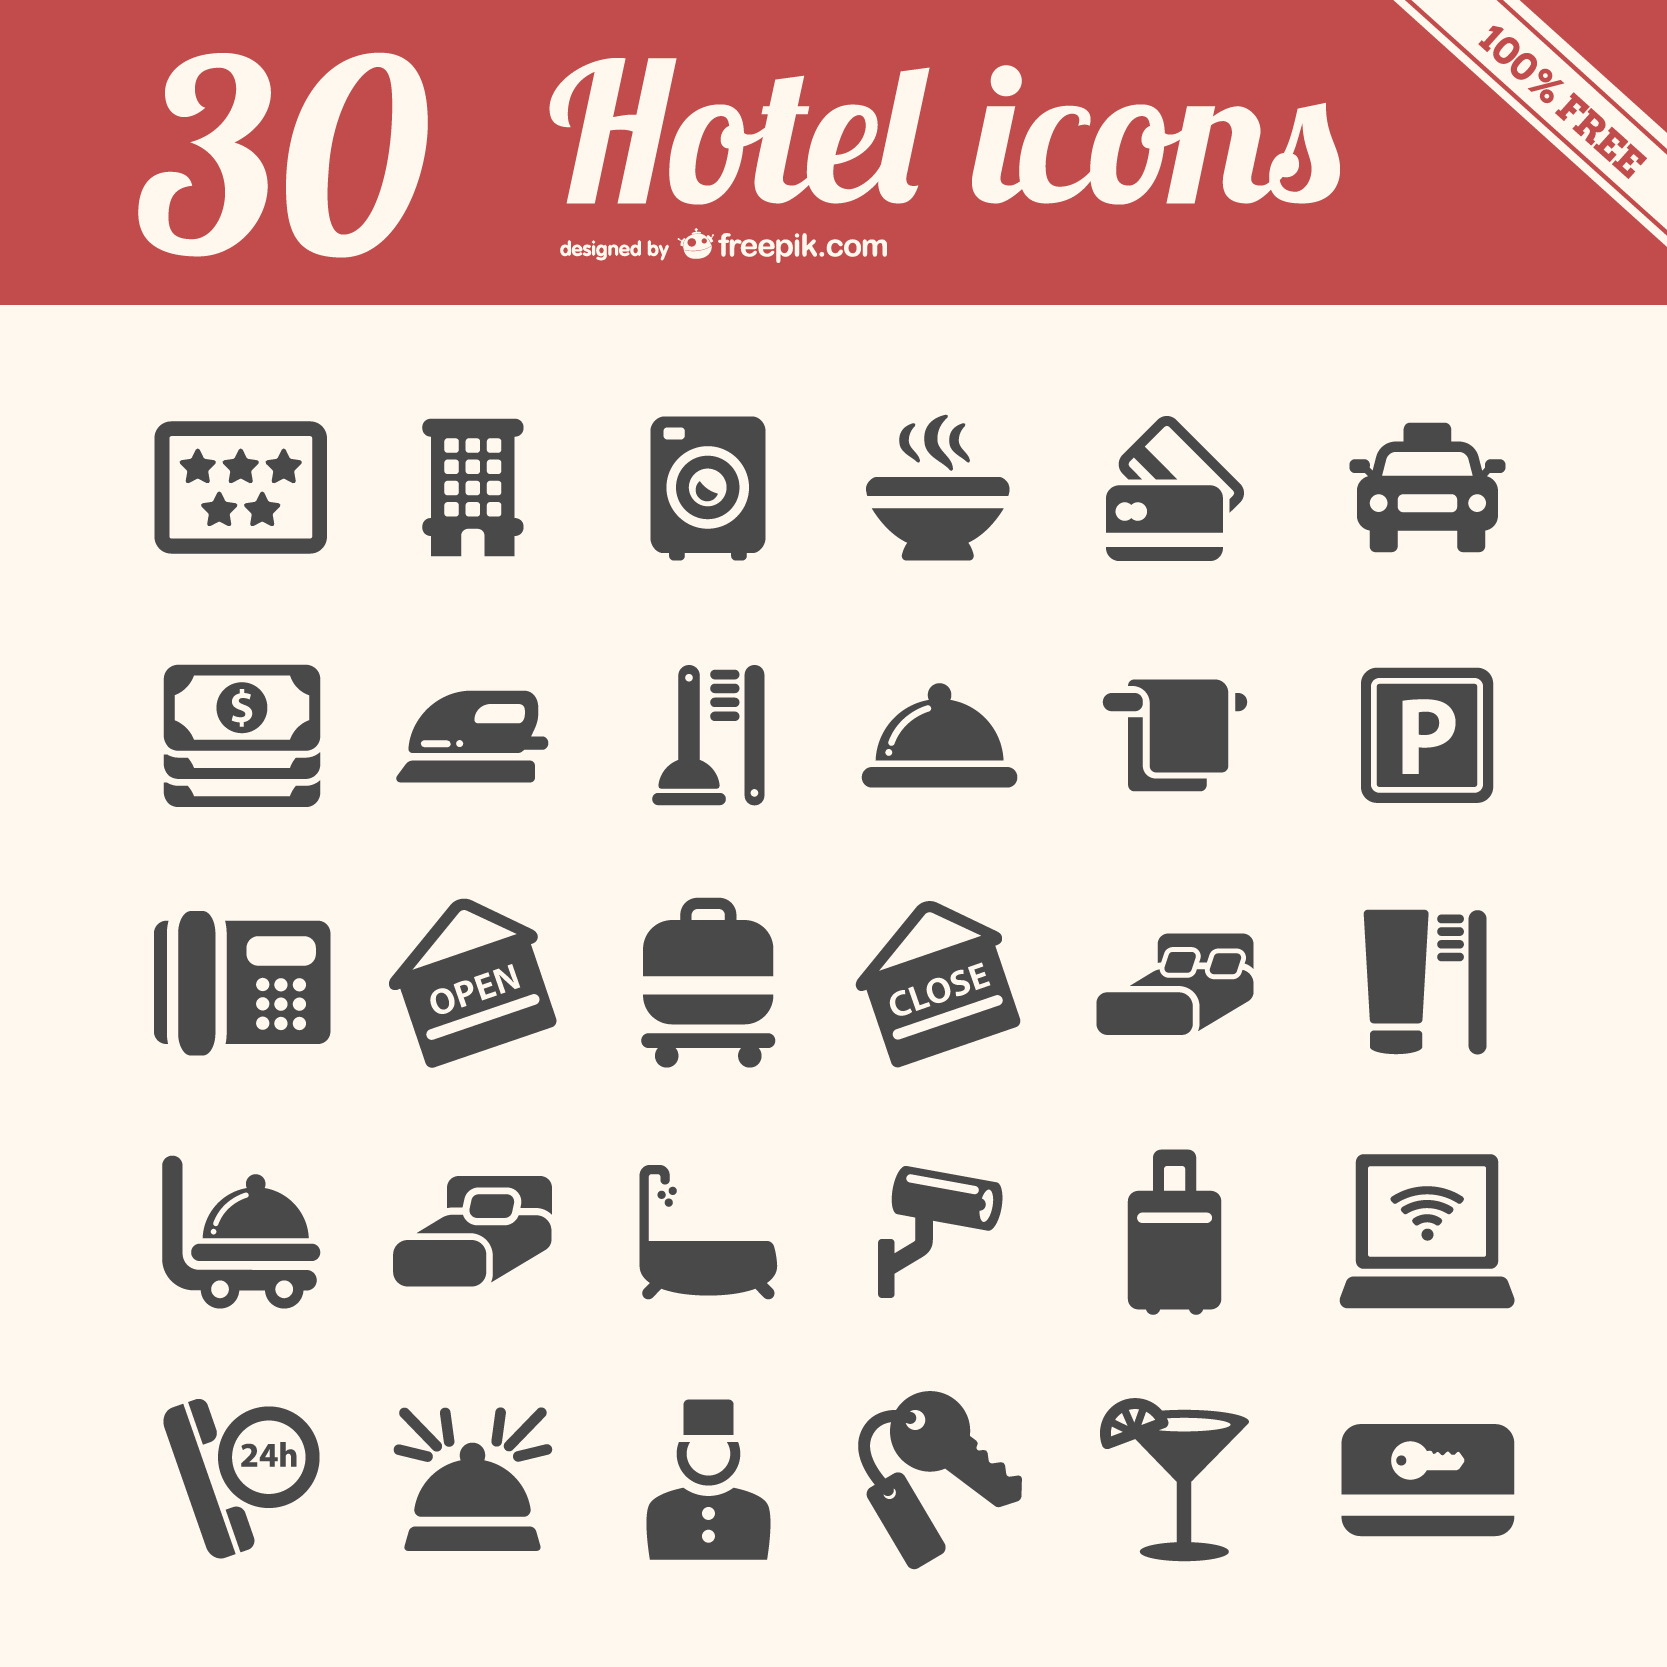 30 Hotel icons
100% FREE
designed by freepik.com
$
P
OPEN
CLOSE
24h